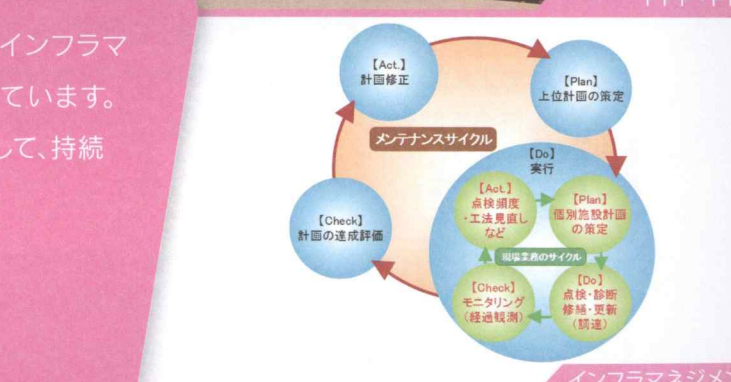 インフラマ
ています。
して、持続
【Act.】
計画修正
【Plan】
上位計画の策定
メンテナンスサイクル
【Do】
実行
【Act.】
点検頻度
・工法見直し
など
【Plan】
個別施設計画
の策定
現場業務のサイクル
【Check】
計画の達成評価
【Check】
モニタリング
(経過観測)
【Do】
点検・診断
修繕・更新
(調達)
インフラマネジメン